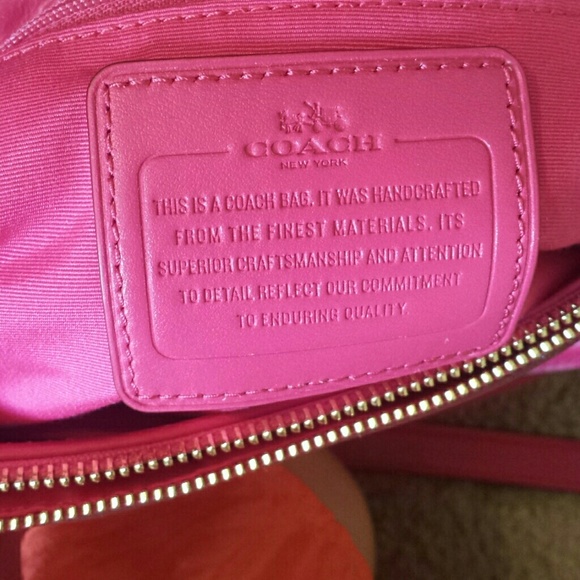 COACH
NEW YORK
THIS IS A COACH BAG. IT WAS HANDCRAFTED
FROM THE FINEST MATERIALS. ITS
SUPERIOR CRAFTSMANSHIP AND ATTENTION
TO DETAIL REFLECT OUR COMMITMENT
TO ENDURING QUALITY.